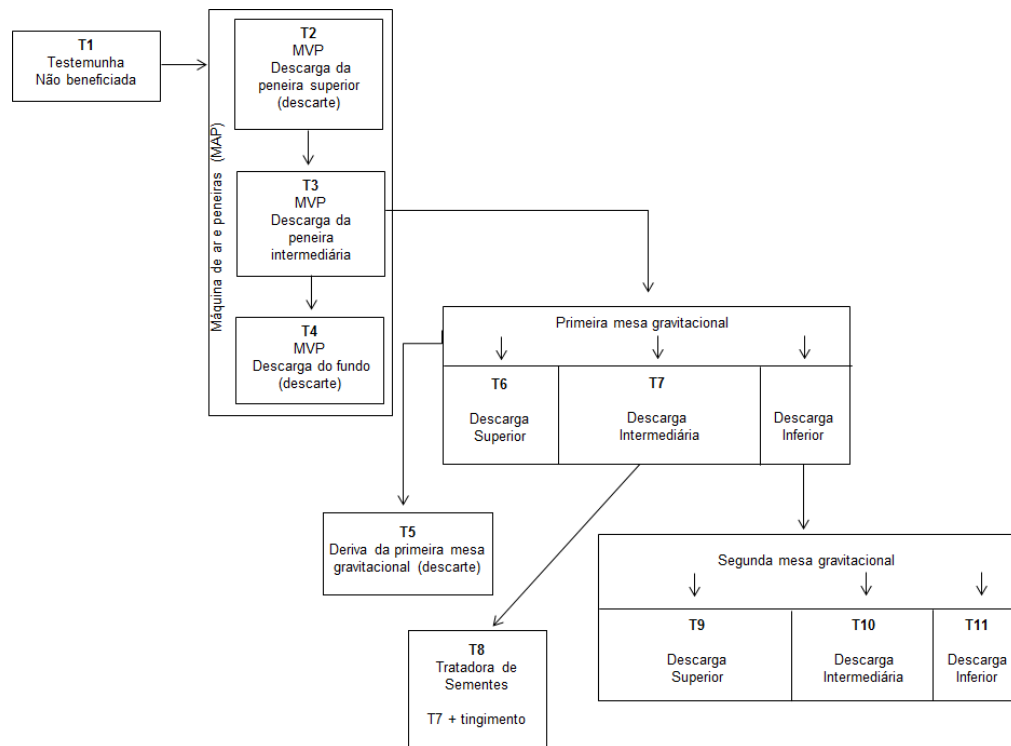 T1
Testemunha
Não beneficiada
Máquina de ar e peneiras (MAP)
T2
MVP
Descarga da
peneira superior
(descarte)
T3
MVP
Descarga da
peneira
intermediária
T4
MVP
Descarga do fundo
(descarte)
Primeira mesa gravitacional
T6
Descarga
Superior
T7
Descarga
Intermediária
Descarga
Inferior
T5
Deriva da primeira mesa
gravitacional (descarte)
T8
Tratadora de
Sementes
T7 + tingimento
Segunda mesa gravitacional
T9
Descarga
Superior
T10
Descarga
Intermediária
T11
Descarga
Inferior